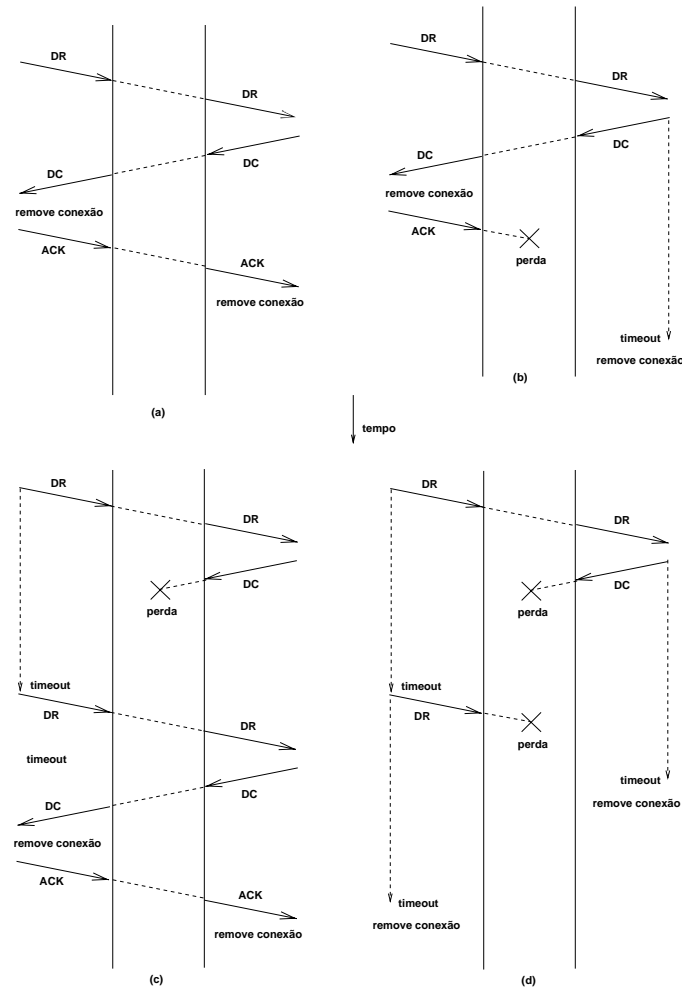 DR
DR
DC
DC
remove conexão
ACK
ACK
remove conexão
(a)
DR
DR
DC
DC
remove conexão
ACK
perda
timeout
remove conexão
(b)
tempo
DR
DR
DC
perda
timeout
DR
DR
timeout
DC
DC
remove conexão
ACK
ACK
remove conexão
(c)
DR
DR
DC
perda
timeout
DR
perda
timeout
remove conexão
timeout
remove conexão
(d)